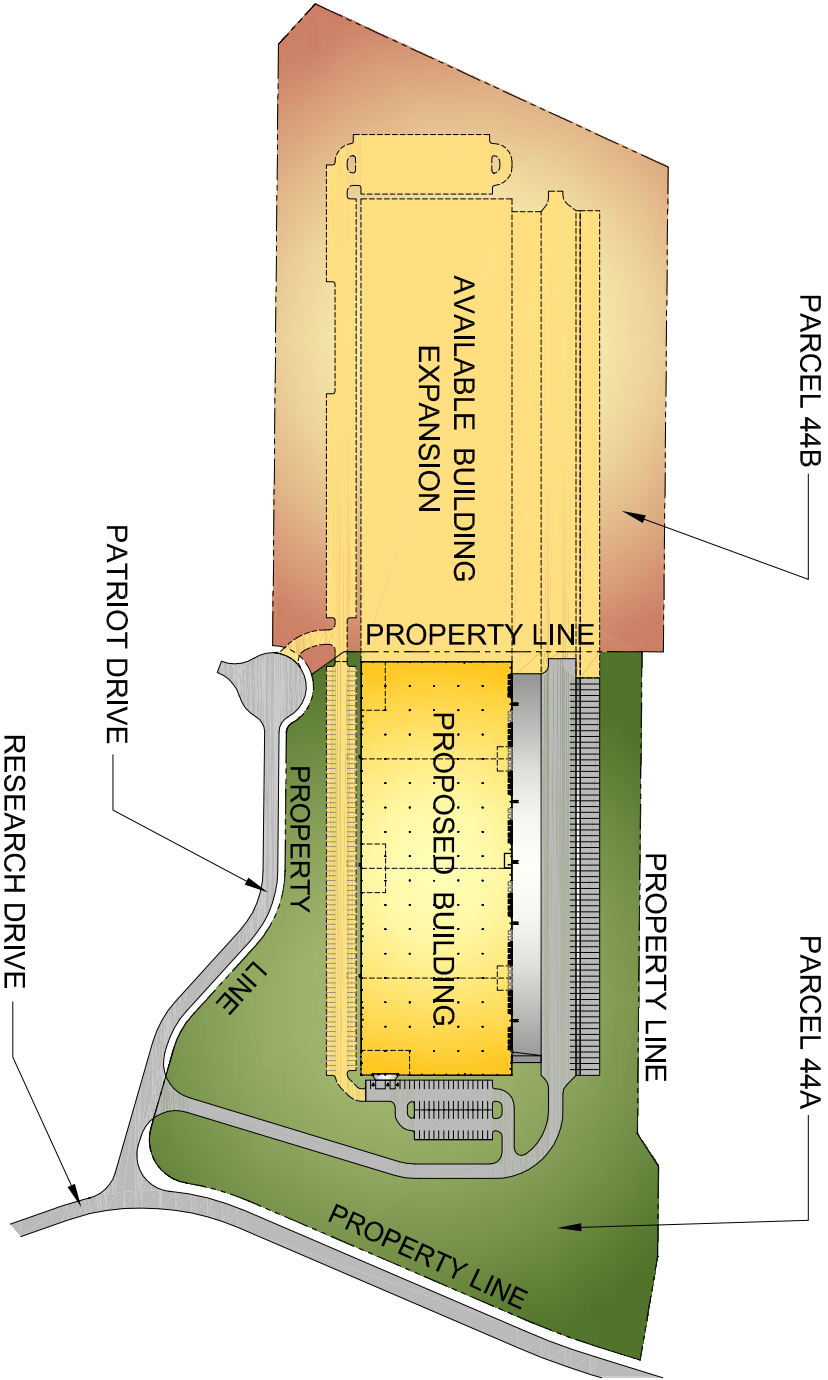 PARCEL 44B
AVAILABLE BUILDING
EXPANSION
PATRIOT DRIVE
PROPERTY LINE
RESEARCH DRIVE
PROPERTY
LINE
PROPOSED BUILDING
PROPERTY LINE
PARCEL 44A
PROPERTY LINE